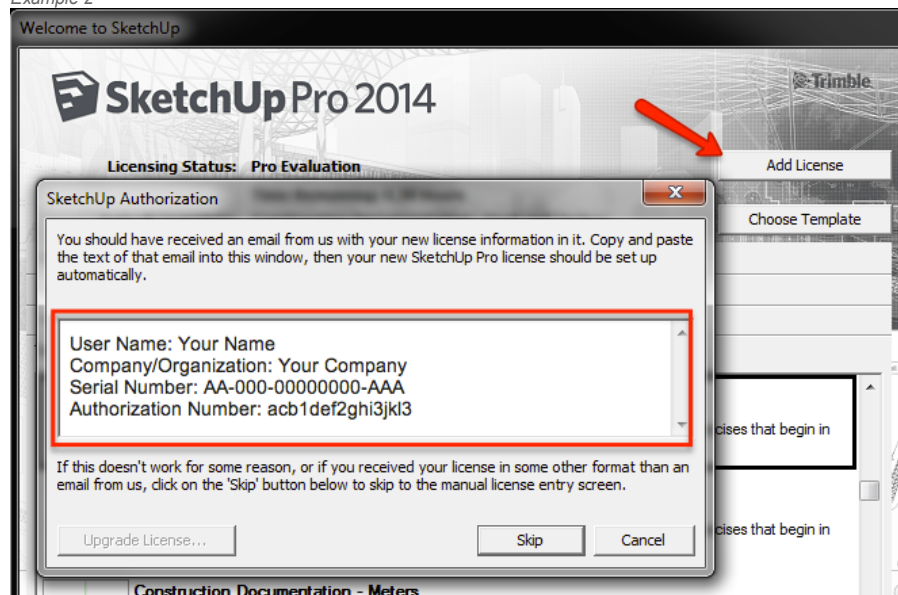 Example 2
Welcome to SketchUp
SketchUp Pro 2014
Trimble
Licensing Status: Pro Evaluation
Add License
SketchUp Authorization
Choose Template
You should have received an email from us with your new license information in it. Copy and paste
the text of that email into this window, then your new SketchUp Pro license should be set up
automatically.
User Name: Your Name
Company/Organization: Your Company
Serial Number: AA-000-00000000-AAA
Authorization Number: acb1def2ghi3jkl3
cises that begin in
If this doesn't work for some reason, or if you received your license in some other format than an
email from us, click on the 'Skip' button below to skip to the manual license entry screen.
Upgrade License...
Skip
Cancel
cises that begin in
Construction Documentation - Meters